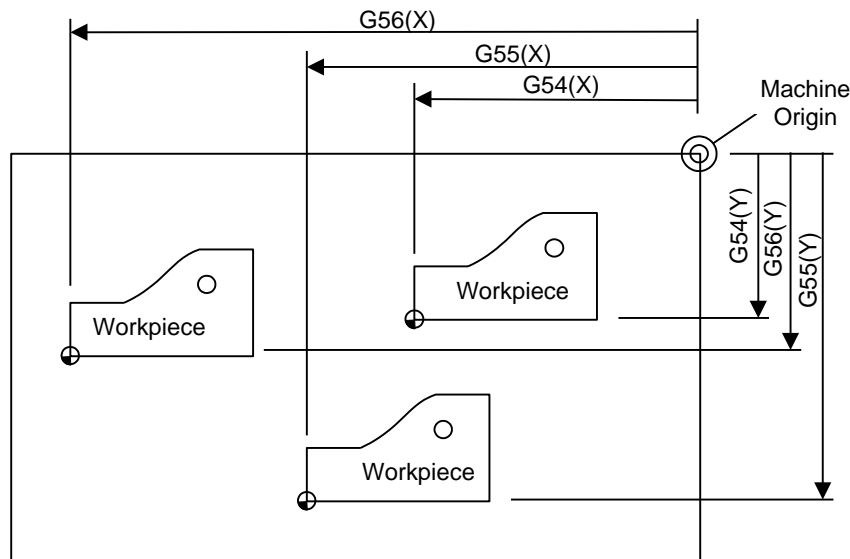 G56(X)
G55(X)
G54(X)
Machine
Origin
G54(Y)
G56(Y)
G55(Y)
Workpiece
Workpiece
Workpiece